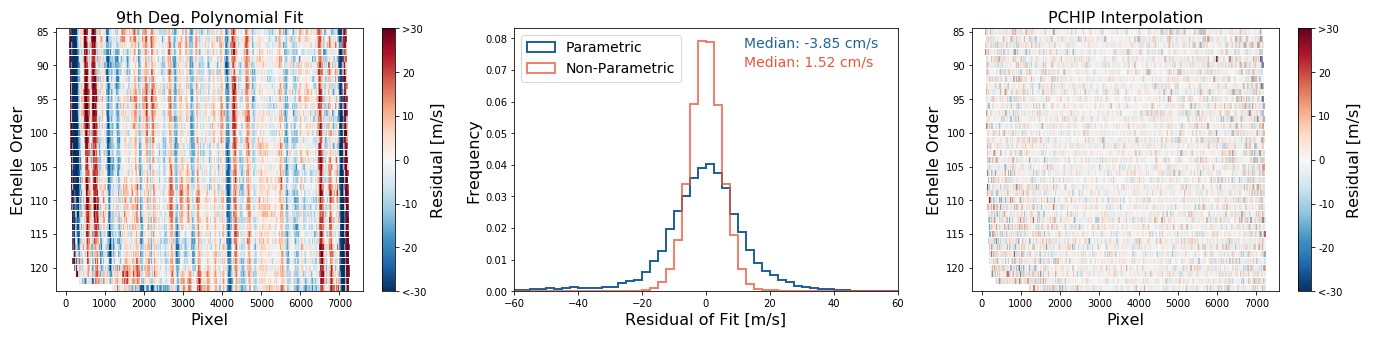 9th Deg. Polynomial Fit
85
90
95
100
105
110
115
120
Echelle Order
0 1000 2000 3000 4000 5000 6000 7000
Pixel
>30
20
10
0
-10
-20
<-30
Residual [m/s]
Parametric
Non-Parametric
Median: -3.85 cm/s
Median: 1.52 cm/s
0.08
0.07
0.06
0.05
0.04
0.03
0.02
0.01
0.00
Frequency
−60 −40 −20 0 20 40 60
Residual of Fit [m/s]
PCHIP Interpolation
85
90
95
100
105
110
115
120
Echelle Order
0 1000 2000 3000 4000 5000 6000 7000
Pixel
>30
20
10
0
-10
-20
<-30
Residual [m/s]